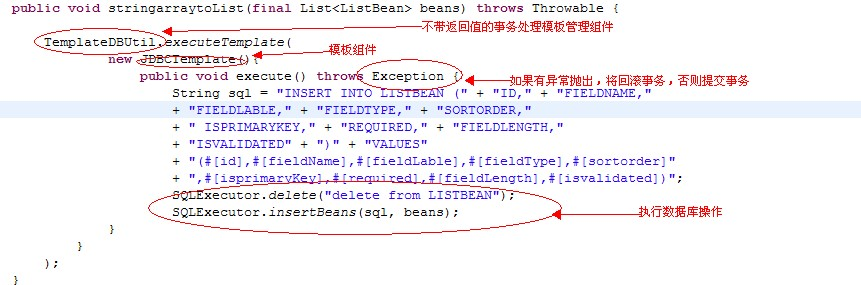 public void stringarraytoList(final List<ListBean> beans) throws Throwable {
不带返回值的事务处理模板管理组件
TemplateDBUtil.executeTemplate(
模板组件
new JDBCTemplate(){
public void execute() throws Exception {
如果有异常抛出，将回滚事务，否则提交事务
String sql = "INSERT INTO LISTBEAN (" + "ID," + "FIELDNAME,"
+ "FIELDLABLE," + "FIELDTYPE," + "SORTORDER,"
+ " ISPRIMARYKEY," + "REQUIRED," + "FIELDLENGTH,"
+ "ISVALIDATED" + ")" + "VALUES"
+ "(#[id],#[fieldName],#[fieldLable],#[fieldType],#[sortorder]"
+ ",#[isprimaryKey],#[required],#[fieldLength],#[isvalidated])";
SQLExecutor.delete("delete from LISTBEAN");
SQLExecutor.insertBeans(sql, beans);
执行数据库操作
}
}
);
}